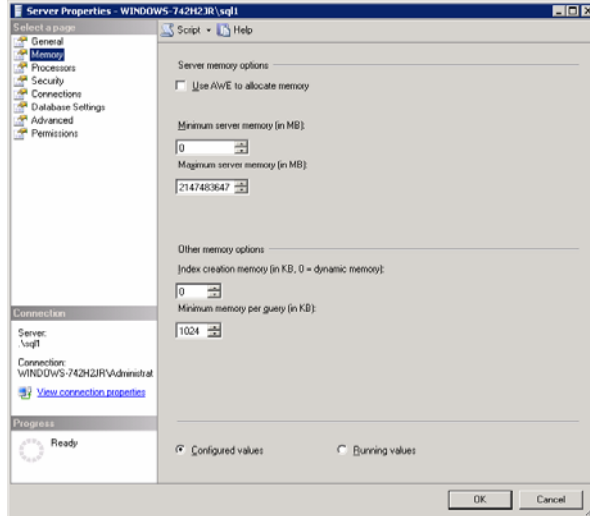 Server Properties - WINDOWS-742H2JR\sql1
Select a page
General
Memory
Processors
Security
Connections
Database Settings
Advanced
Permissions
Script
Help
Server memory options
Use AWE to allocate memory
Minimum server memory (in MB):
0
Maximum server memory (in MB):
2147483647
Other memory options
Index creation memory (in KB, 0 = dynamic memory):
0
Minimum memory per query (in KB):
1024
Connection
Server:
.\sql1
Connection:
WINDOWS-742H2JR\Administrat
View connection properties
Progress
Ready
Configured values
Running values
OK
Cancel